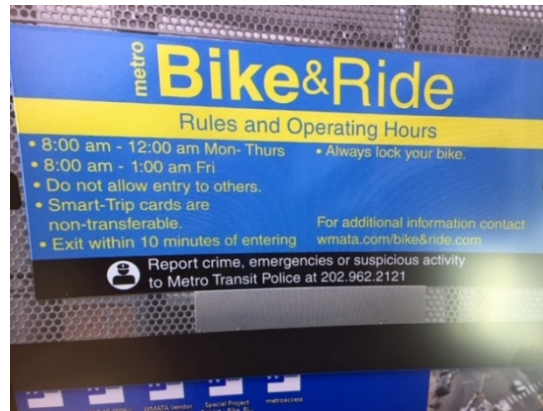 metro
Bike&Ride
Rules and Operating Hours
• 8:00 am - 12:00 am Mon- Thurs
• 8:00 am - 1:00 am Fri
• Do not allow entry to others.
• Smart-Trip cards are
non-transferable.
• Exit within 10 minutes of entering
• Always lock your bike.
For additional information contact
wmata.com/bike&ride.com
Report crime, emergencies or suspicious activity
to Metro Transit Police at 202.962.2121
WMATA Vendor
Special Project
metroaccess